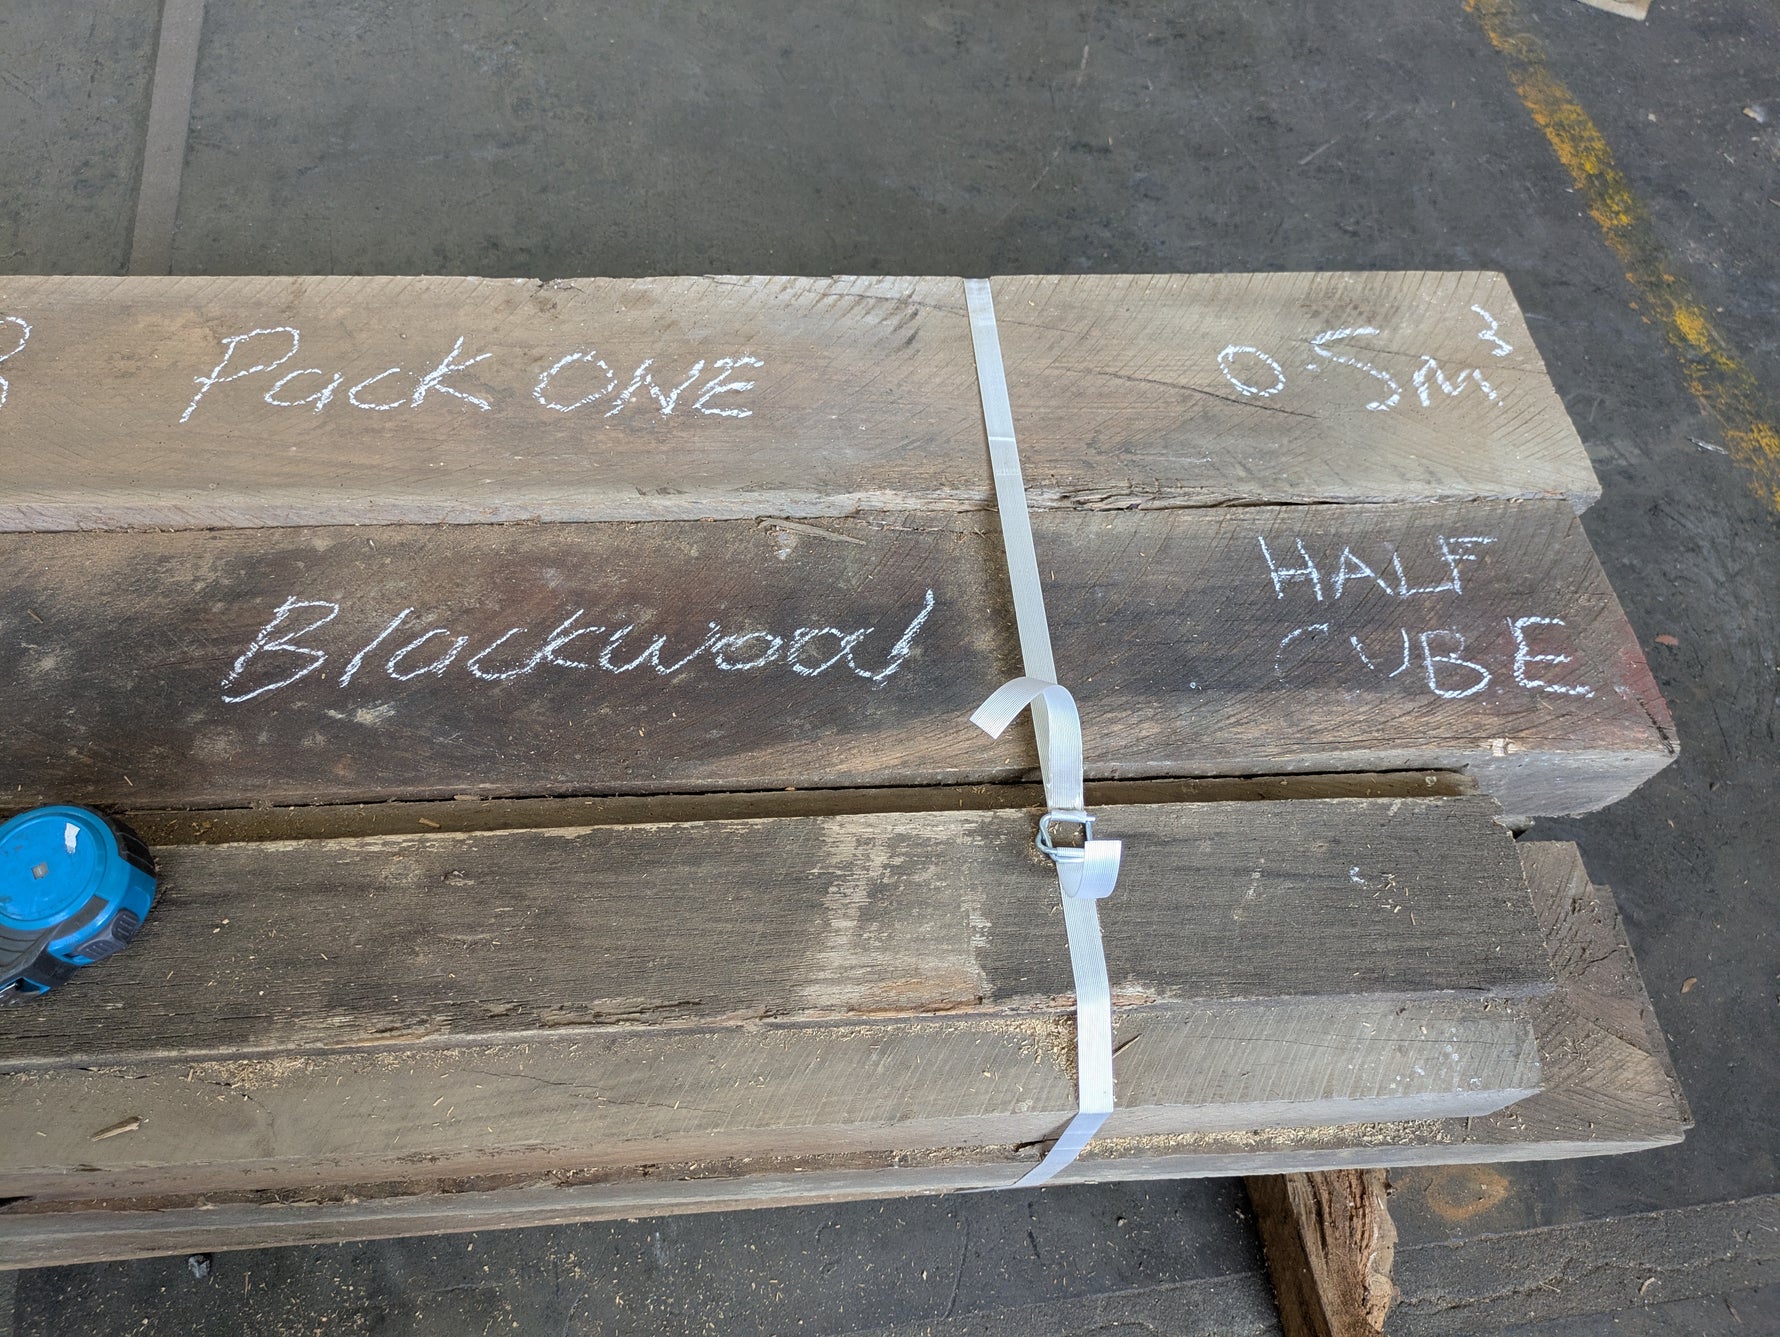 Pack ONE
0.5m³
Blackwood
HALF
CUBE